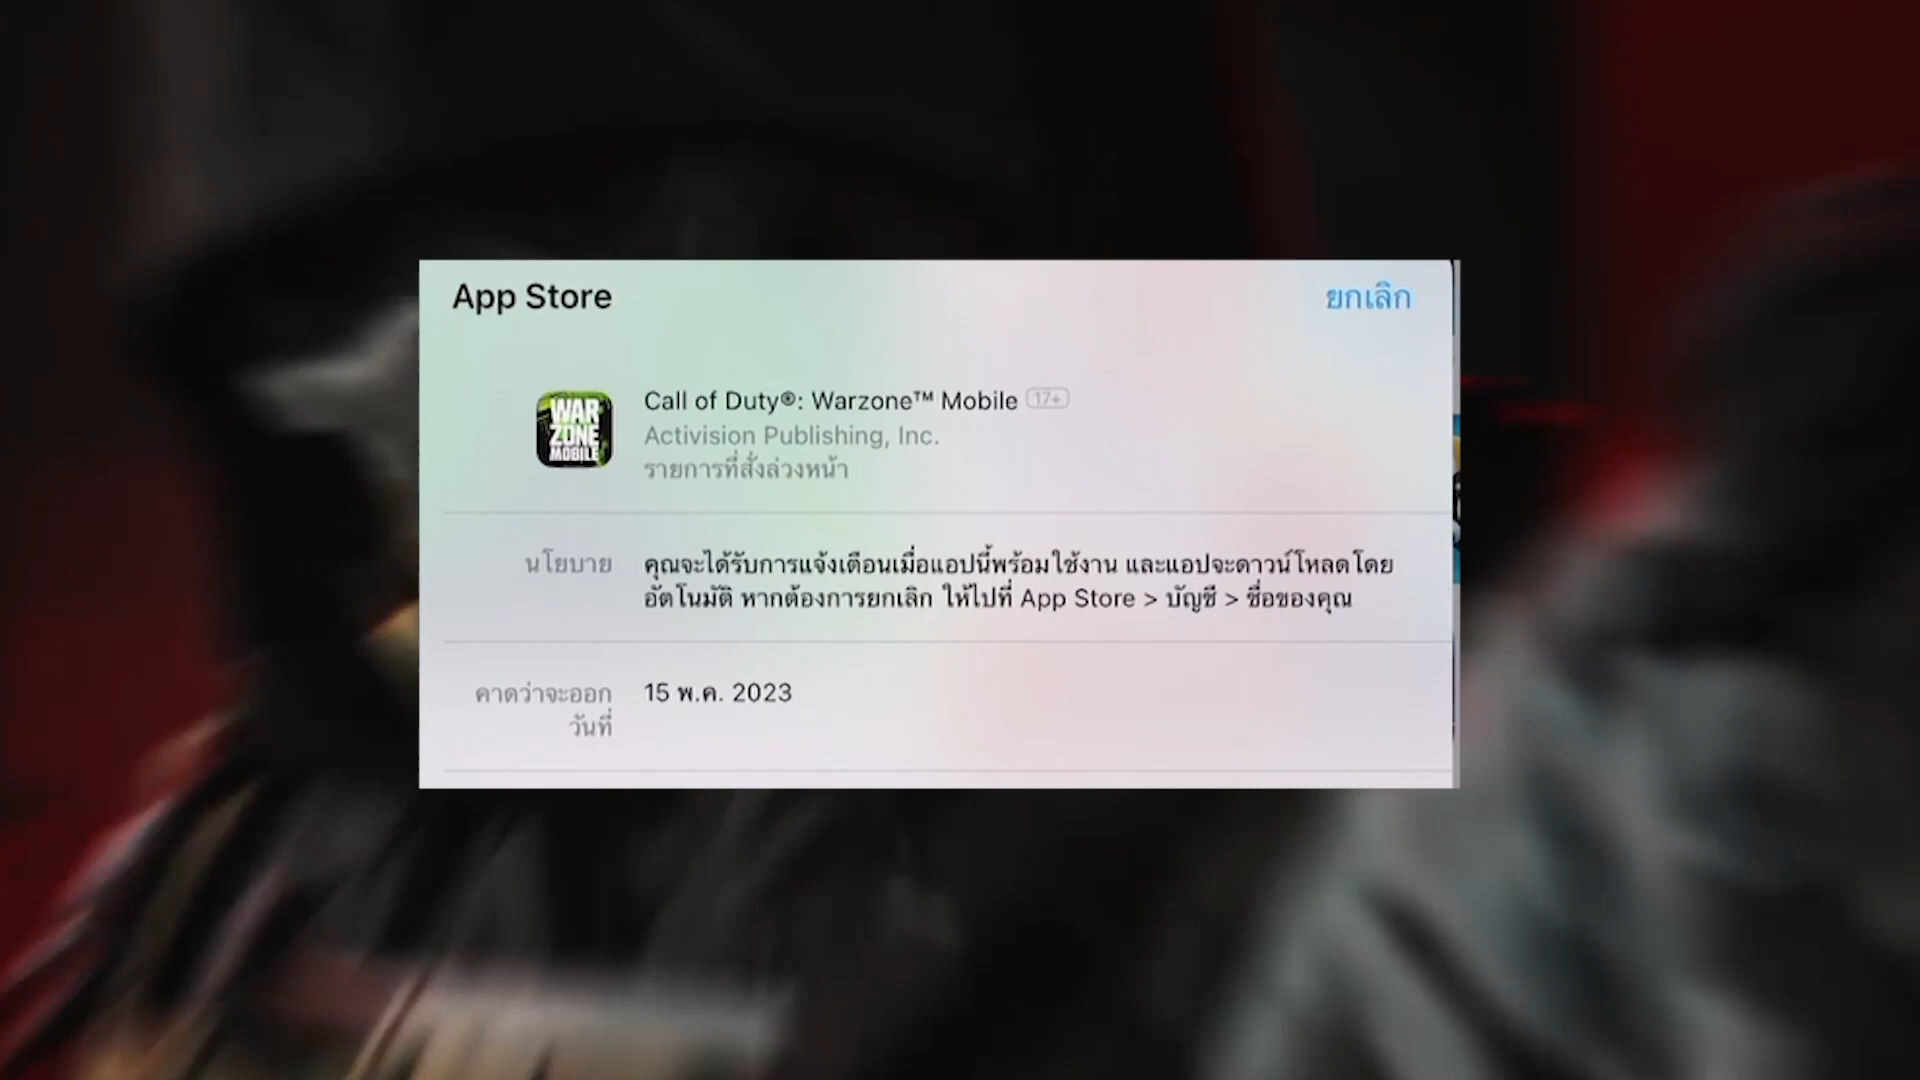 App Store
ยกเลิก
WAR
ZONE
MOBILE
Call of Duty®: Warzone™ Mobile 17+
Activision Publishing, Inc.
รายการที่สั่งล่วงหน้า
นโยบาย
คุณจะได้รับการแจ้งเตือนเมื่อแอปนี้พร้อมใช้งาน และแอปจะดาวน์โหลดโดย
อัตโนมัติ หากต้องการยกเลิก ให้ไปที่ App Store > บัญชี > ชื่อของคุณ
คาดว่าจะออก
วันที่
15 พ.ค. 2023